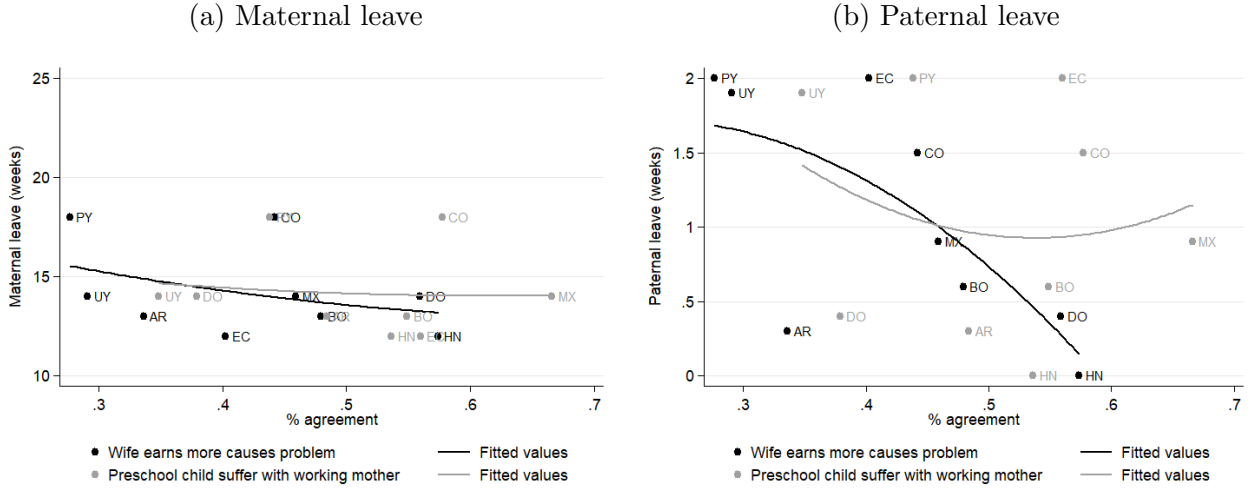 (a) Maternal leave
Maternal leave (weeks)
25
20
15
10
PY
PY
CO
CO
UY
UY
DO
MX
DO
MX
AR
BO
AR
BO
EC
HN
EC
HN
.3 .4 .5 .6 .7
% agreement
Wife earns more causes problem Fitted values
Preschool child suffer with working mother Fitted values
(b) Paternal leave
Paternal leave (weeks)
2
1.5
1
.5
0
PY
EC
PY
EC
UY
UY
CO
CO
MX
MX
BO
BO
DO
DO
AR
AR
HN
HN
.3 .4 .5 .6 .7
% agreement
Wife earns more causes problem Fitted values
Preschool child suffer with working mother Fitted values